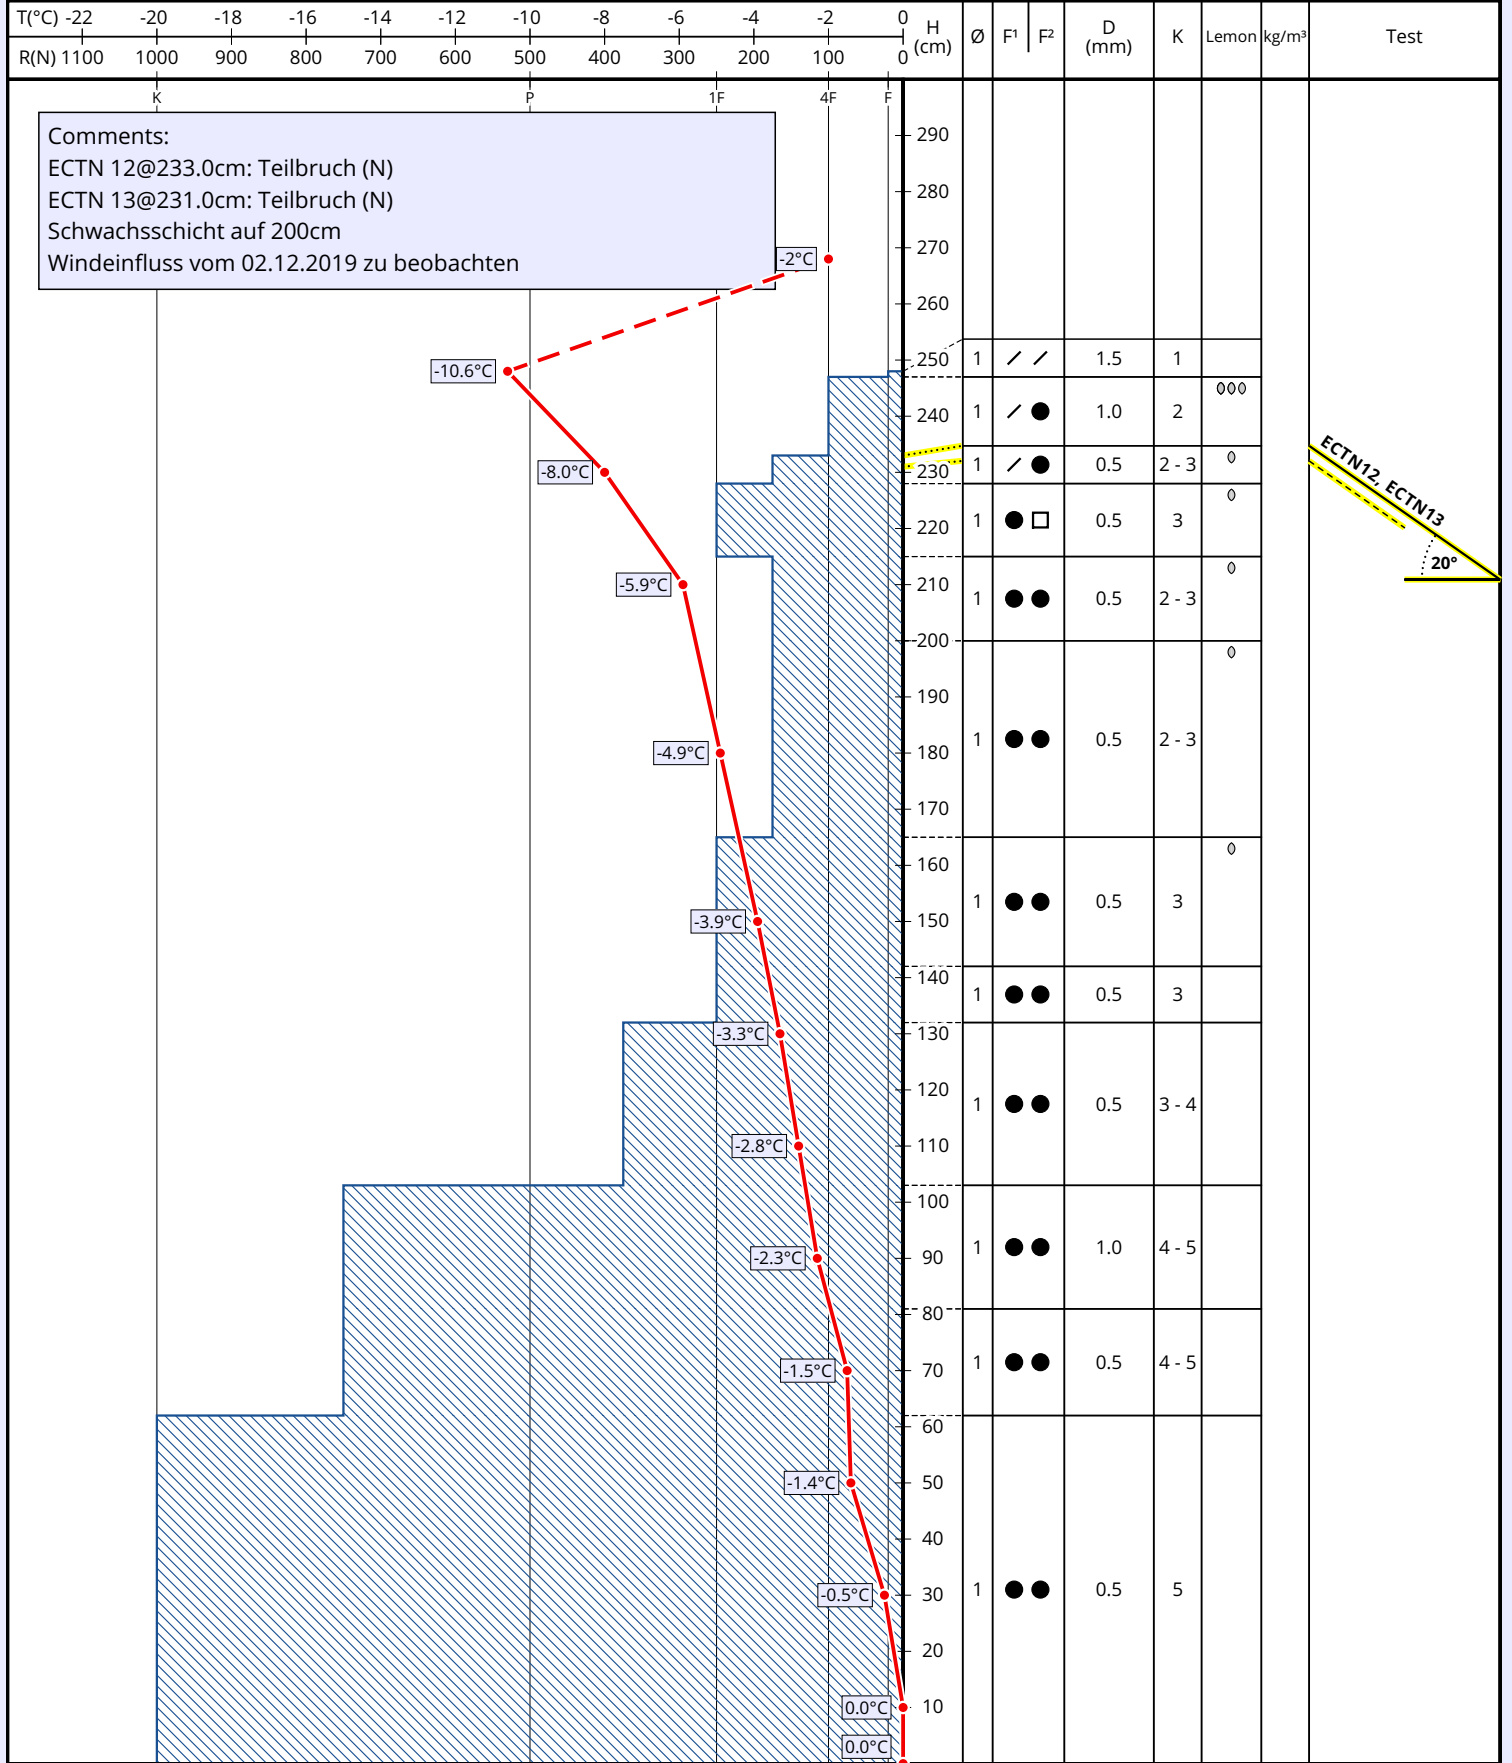 T(°C) -22 -20 -18 -16 -14 -12 -10 -8 -6 -4 -2 0
R(N) 1100 1000 900 800 700 600 500 400 300 200 100 0
H (cm) Ø F¹ F² D (mm) K Lemon kg/m³ Test
K P 1F 4F F
Comments:
ECTN 12@233.0cm: Teilbruch (N)
ECTN 13@231.0cm: Teilbruch (N)
Schwachsschicht auf 200cm
Windeinfluss vom 02.12.2019 zu beobachten
290
280
270
-2°C
260
250 1 1.5 1
-10.6°C
240 1 1.0 2
ECTN12, ECTN13
-8.0°C 230 1 0.5 2 - 3
220 1 0.5 3
20°
-5.9°C 210 1 0.5 2 - 3
200
190
-4.9°C 180 1 0.5 2 - 3
170
160
1 0.5 3
-3.9°C 150
140
1 0.5 3
-3.3°C 130
120
1 0.5 3 - 4
-2.8°C 110
100
1 1.0 4 - 5
-2.3°C 90
80
-1.5°C 70 1 0.5 4 - 5
60
-1.4°C 50
40
-0.5°C 30 1 0.5 5
20
0.0°C 10
0.0°C